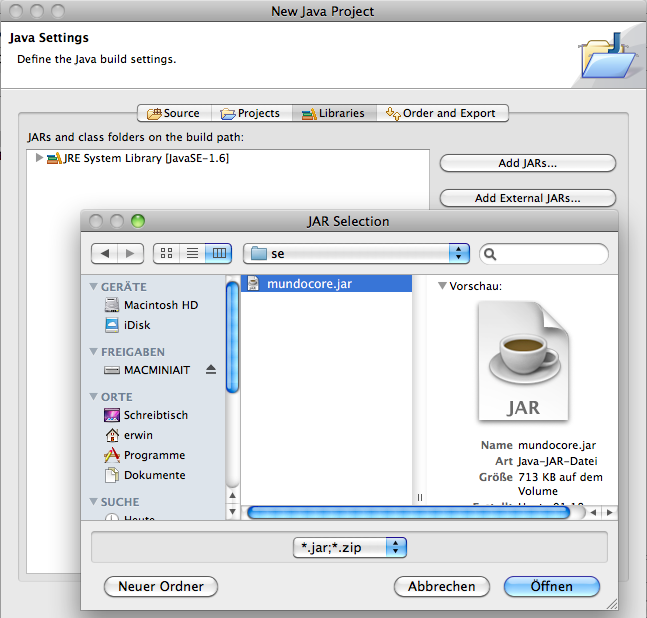 New Java Project
Java Settings
Define the Java build settings.
Source Projects Libraries Order and Export
JARs and class folders on the build path:
JRE System Library [JavaSE-1.6]
Add JARs...
Add External JARs...
JAR Selection
se
GERÄTE
Macintosh HD
iDisk
FREIGABEN
MACMINIAIT
ORTE
Schreibtisch
erwin
Programme
Dokumente
SUCHE
Heute
mundocore.jar
Vorschau:
JAR
Name mundocore.jar
Art Java-JAR-Datei
Größe 713 KB auf dem
Volume
*.jar;*.zip
Neuer Ordner
Abbrechen
Öffnen